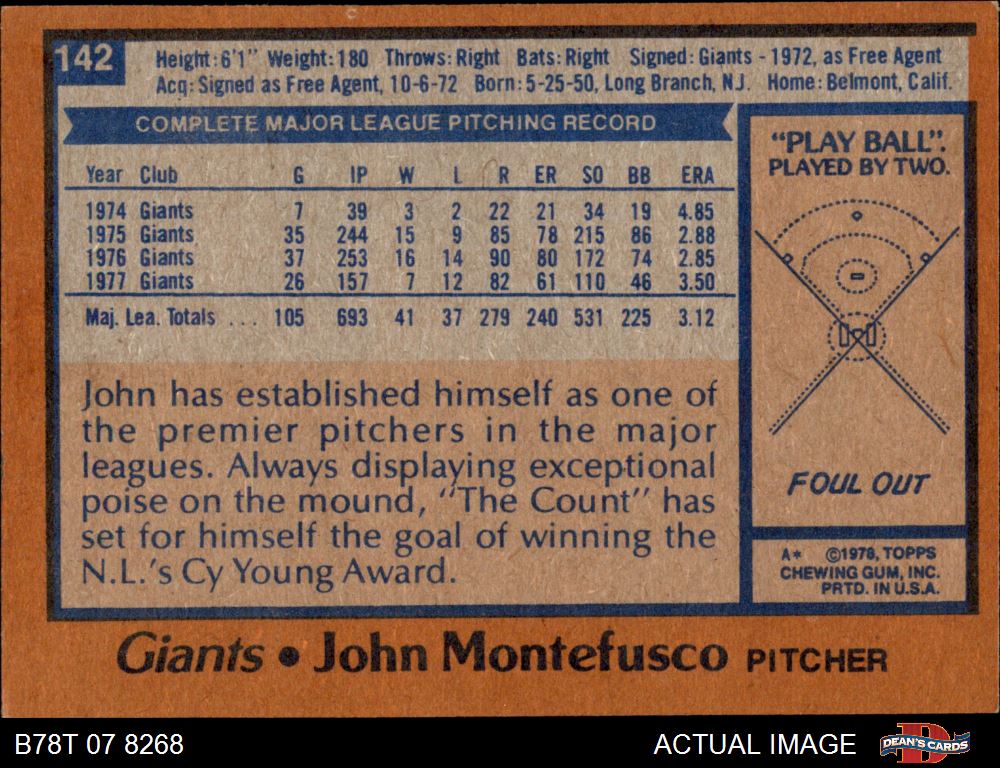 142
Height: 6'1" Weight: 180 Throws: Right Bats: Right Signed: Giants - 1972, as Free Agent
Acq: Signed as Free Agent, 10-6-72 Born: 5-25-50, Long Branch, N.J. Home: Belmont, Calif.
COMPLETE MAJOR LEAGUE PITCHING RECORD
Year Club G IP W L R ER SO BB ERA
1974 Giants 7 39 3 2 22 21 34 19 4.85
1975 Giants 35 244 15 9 85 78 215 86 2.88
1976 Giants 37 253 16 14 90 80 172 74 2.85
1977 Giants 26 157 7 12 82 61 110 46 3.50
Maj. Lea. Totals ... 105 693 41 37 279 240 531 225 3.12
John has established himself as one of
the premier pitchers in the major
leagues. Always displaying exceptional
poise on the mound, "The Count" has
set for himself the goal of winning the
N.L.'s Cy Young Award.
"PLAY BALL".
PLAYED BY TWO.
FOUL OUT
A* ©1978, TOPPS
CHEWING GUM, INC.
PRTD. IN U.S.A.
Giants • John Montefusco PITCHER
B78T 07 8268
ACTUAL IMAGE
DEAN'S CARDS